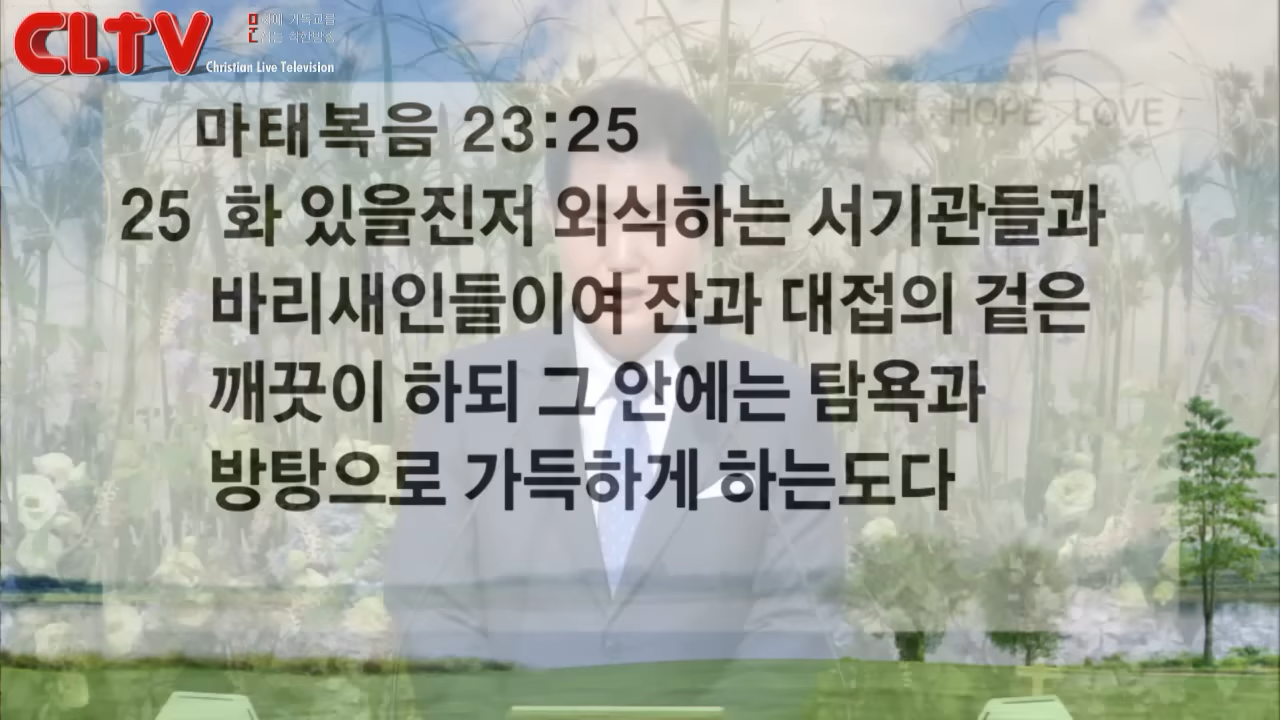 CLTV
Christian Live Television
FAITH HOPE LOVE
마태복음 23:25
25 화 있을진저 외식하는 서기관들과
바리새인들이여 잔과 대접의 겉은
깨끗이 하되 그 안에는 탐욕과
방탕으로 가득하게 하는도다